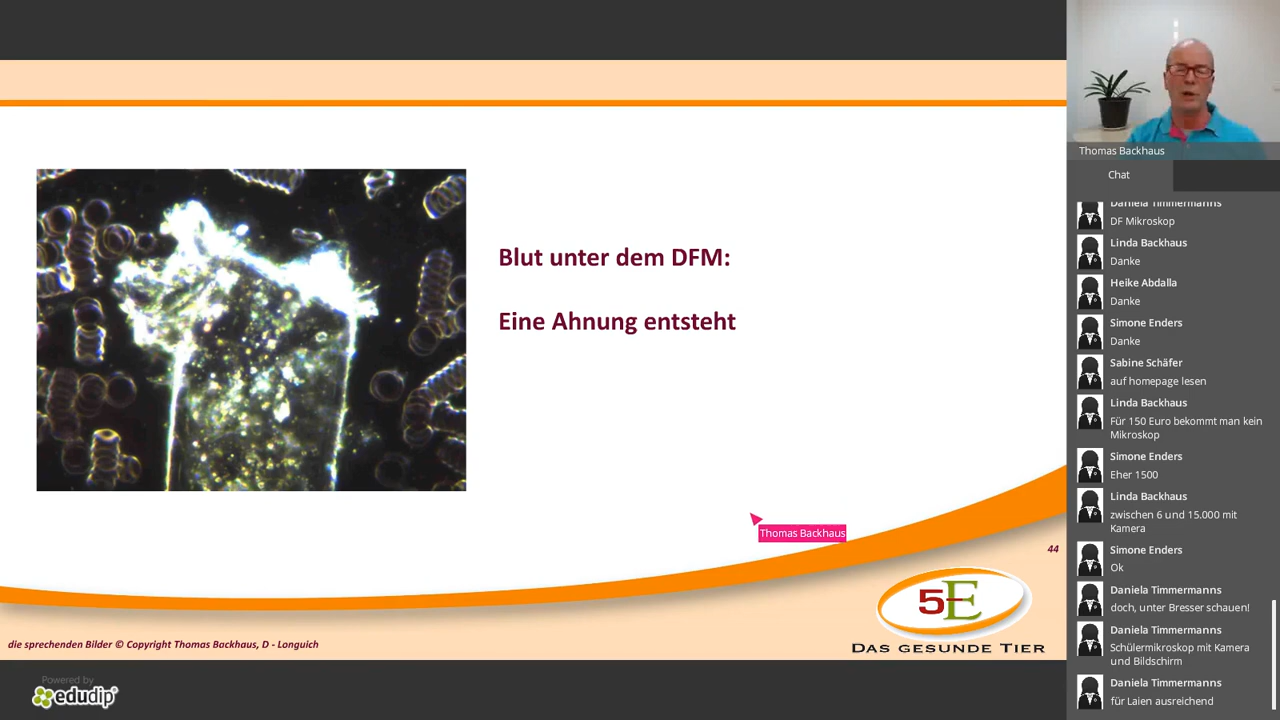 Blut unter dem DFM:
Eine Ahnung entsteht
Thomas Backhaus
44
5E
DAS GESUNDE TIER
die sprechenden Bilder © Copyright Thomas Backhaus, D - Longuich
Powered by
edudip
Thomas Backhaus
Chat
Daniela Timmermanns
DF Mikroskop
Linda Backhaus
Danke
Heike Abdalla
Danke
Simone Enders
Danke
Sabine Schäfer
auf homepage lesen
Linda Backhaus
Für 150 Euro bekommt man kein
Mikroskop
Simone Enders
Eher 1500
Linda Backhaus
zwischen 6 und 15.000 mit
Kamera
Simone Enders
Ok
Daniela Timmermanns
doch, unter Bresser schauen!
Daniela Timmermanns
Schülermikroskop mit Kamera
und Bildschirm
Daniela Timmermanns
für Laien ausreichend